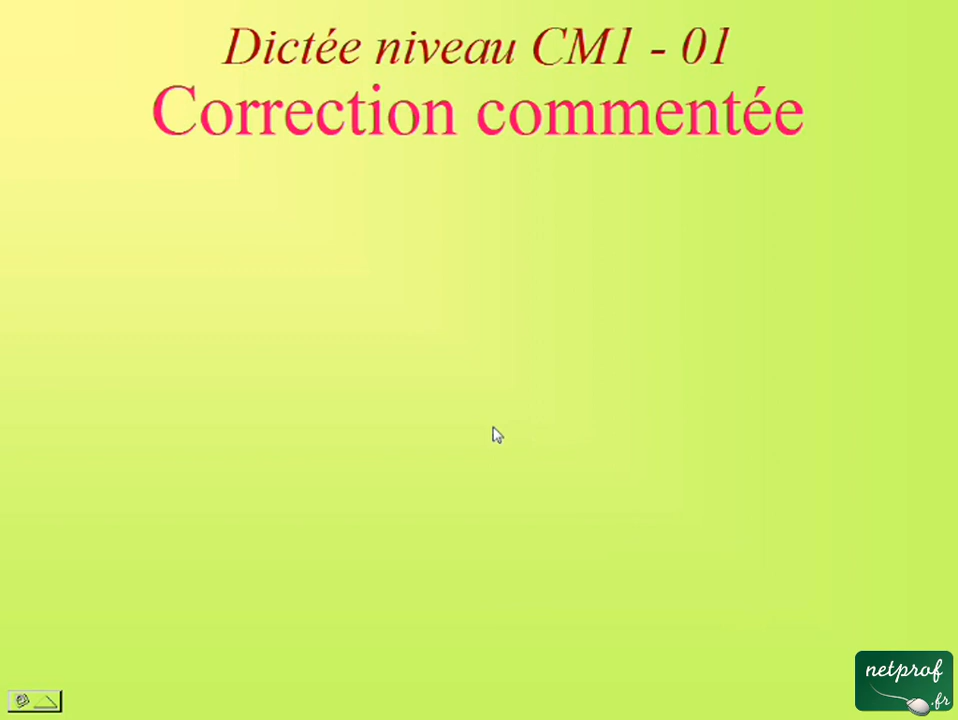 Dictée niveau CM1 - 01
Correction commentée
netprof
.fr